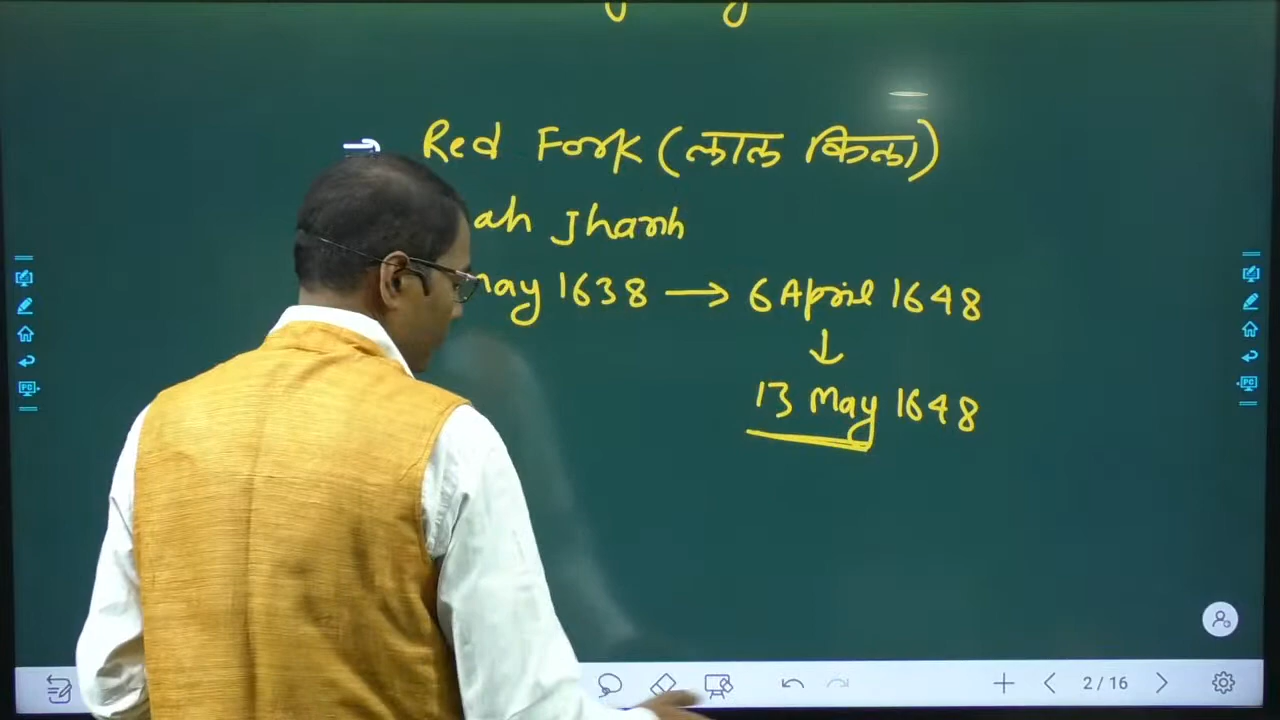 Red Fork (लाल किला)
ah Jhanh
may 1638 → 6 April 1648
↓
13 May 1648
2 / 16